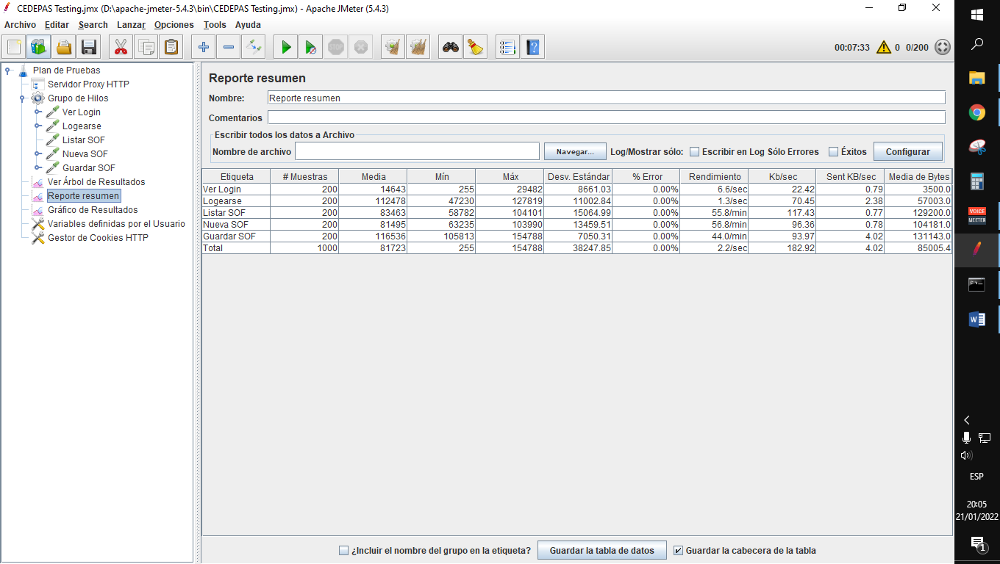 CEDEPAS Testing.jmx (D:\apache-jmeter-5.4.3\bin\CEDEPAS Testing.jmx) - Apache JMeter (5.4.3)
Archivo Editar Search Lanzar Opciones Tools Ayuda
00:07:33 0 0/200
Plan de Pruebas
Servidor Proxy HTTP
Grupo de Hilos
Ver Login
Logearse
Listar SOF
Nueva SOF
Guardar SOF
Ver Árbol de Resultados
Reporte resumen
Gráfico de Resultados
Variables definidas por el Usuario
Gestor de Cookies HTTP
Reporte resumen
Nombre: Reporte resumen
Comentarios
Escribir todos los datos a Archivo
Nombre de archivo Navegar... Log/Mostrar sólo: Escribir en Log Sólo Errores Éxitos Configurar
Etiqueta # Muestras Media Mín Máx Desv. Estándar % Error Rendimiento Kb/sec Sent KB/sec Media de Bytes
Ver Login 200 14643 255 29482 8661.03 0.00% 6.6/sec 22.42 0.79 3500.0
Logearse 200 112478 47230 127819 11002.84 0.00% 1.3/sec 70.45 2.38 57003.0
Listar SOF 200 83463 58782 104101 15064.99 0.00% 55.8/min 117.43 0.77 129200.0
Nueva SOF 200 81495 63235 103990 13459.51 0.00% 56.8/min 96.36 0.78 104181.0
Guardar SOF 200 116536 105813 154788 7050.31 0.00% 44.0/min 93.97 4.02 131143.0
Total 1000 81723 255 154788 38247.85 0.00% 2.2/sec 182.92 4.02 85005.4
¿Incluir el nombre del grupo en la etiqueta? Guardar la tabla de datos Guardar la cabecera de la tabla
VOICE
MEETER
ESP
20:05
21/01/2022
1